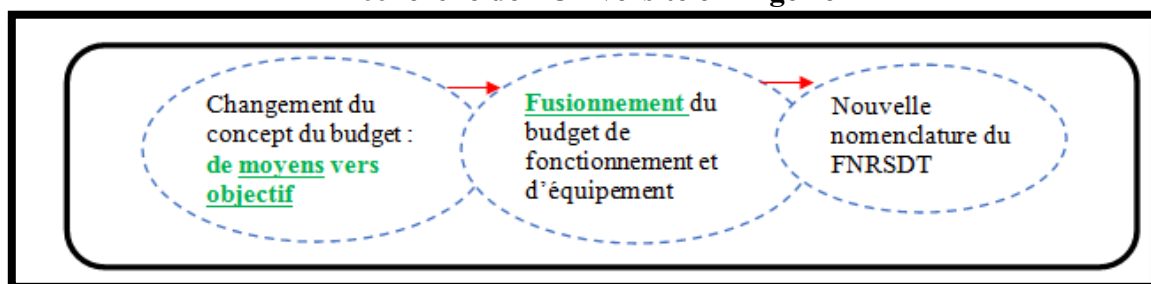 Changement du
concept du budget :
de moyens vers
objectif
Fusionnement du
budget de
fonctionnement et
d'équipement
Nouvelle
nomenclature du
FNRSDT